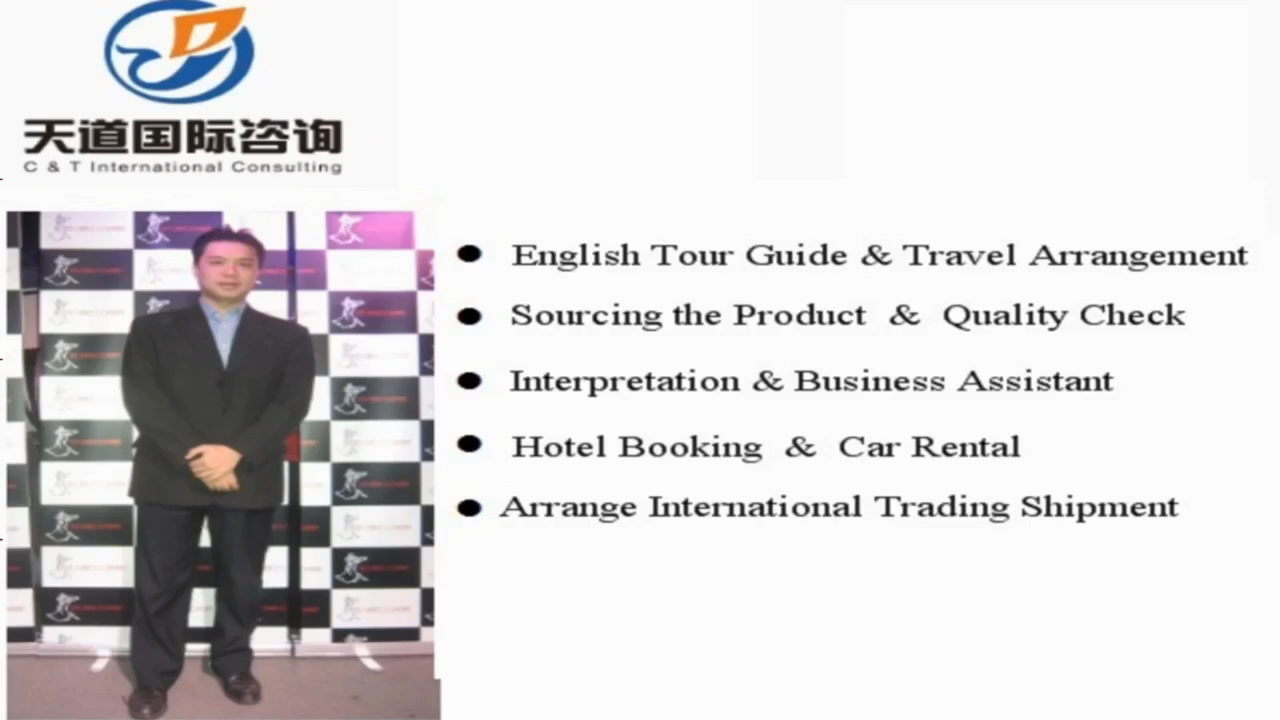 天道国际咨询
C & T International Consulting
English Tour Guide & Travel Arrangement
Sourcing the Product & Quality Check
Interpretation & Business Assistant
Hotel Booking & Car Rental
Arrange International Trading Shipment